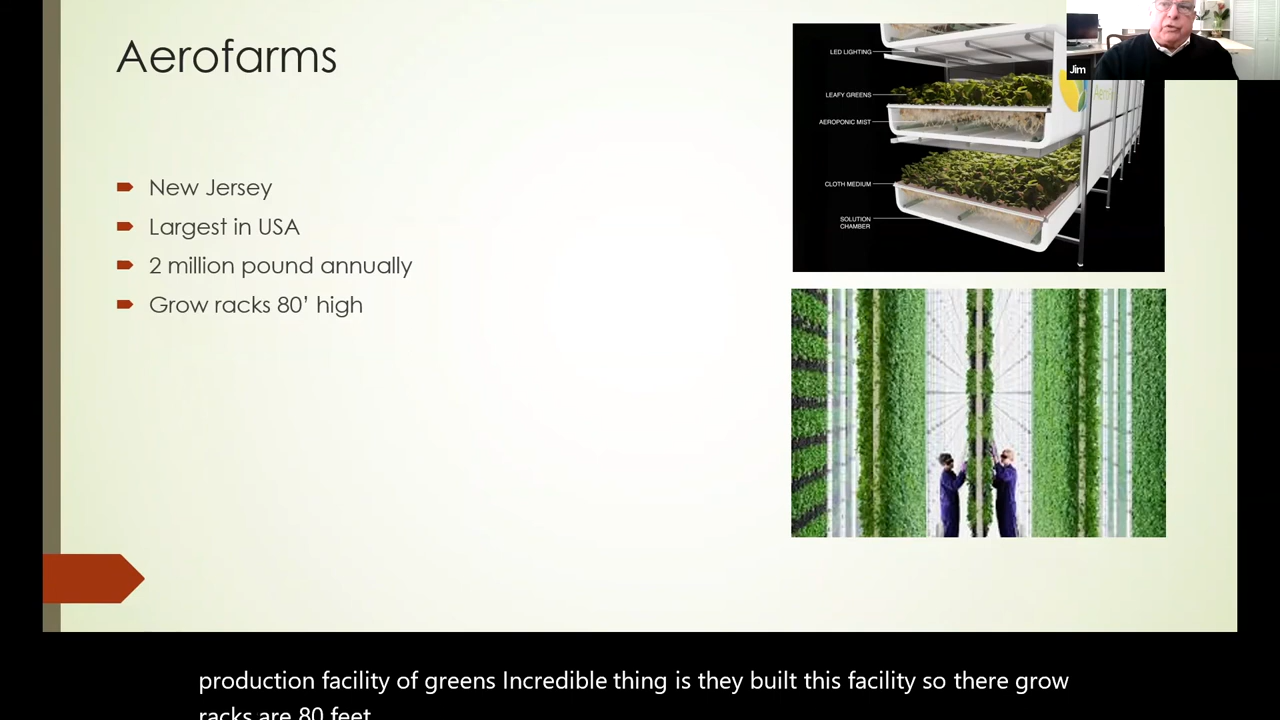 Aerofarms
New Jersey
Largest in USA
2 million pound annually
Grow racks 80’ high
LED LIGHTING
LEAFY GREENS
AEROPONIC MIST
CLOTH MEDIUM
SOLUTION
CHAMBER
Jim
production facility of greens Incredible thing is they built this facility so there grow
racks are 80 feet